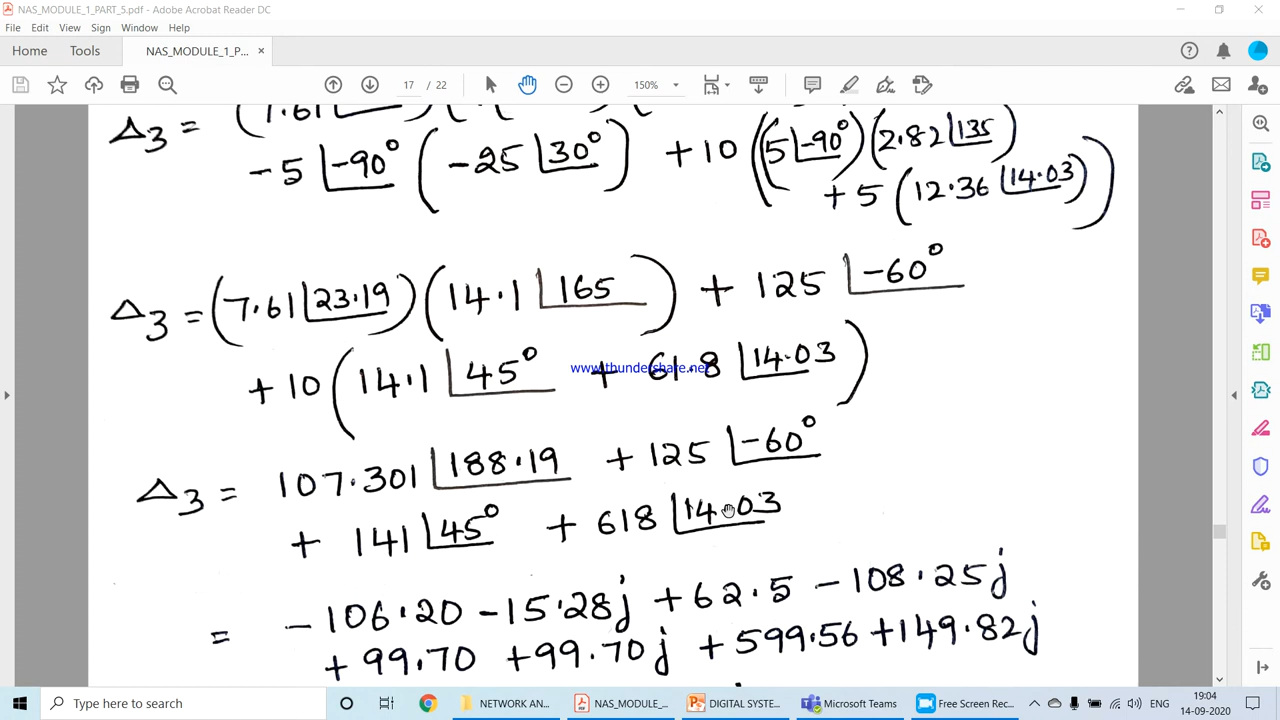 NAS_MODULE_1_PART_5.pdf - Adobe Acrobat Reader DC
File Edit View Sign Window Help
Home Tools NAS_MODULE_1_P... ×
17 / 22 150%
Δ3 = (7.61
- 5 ∠-90° (-25 ∠30°) + 10 ((5 ∠-90°)(2.82 ∠135)
+ 5 (12.36 ∠14.03))
Δ3 = (7.61 ∠23.19)(14.1 ∠165) + 125 ∠-60°
+ 10 (14.1 ∠45° + 61.8 ∠14.03)
www.thundershare.net
Δ3 = 107.301 ∠188.19 + 125 ∠-60°
+ 141 ∠45° + 618 ∠14.03
= -106.20 -15.28j +62.5 -108.25j
+99.70 +99.70j +599.56 +149.82j
Type here to search
NETWORK AN... NAS_MODULE_1_... DIGITAL SYSTE... Microsoft Teams Free Screen Rec...
ENG 19:04
14-09-2020